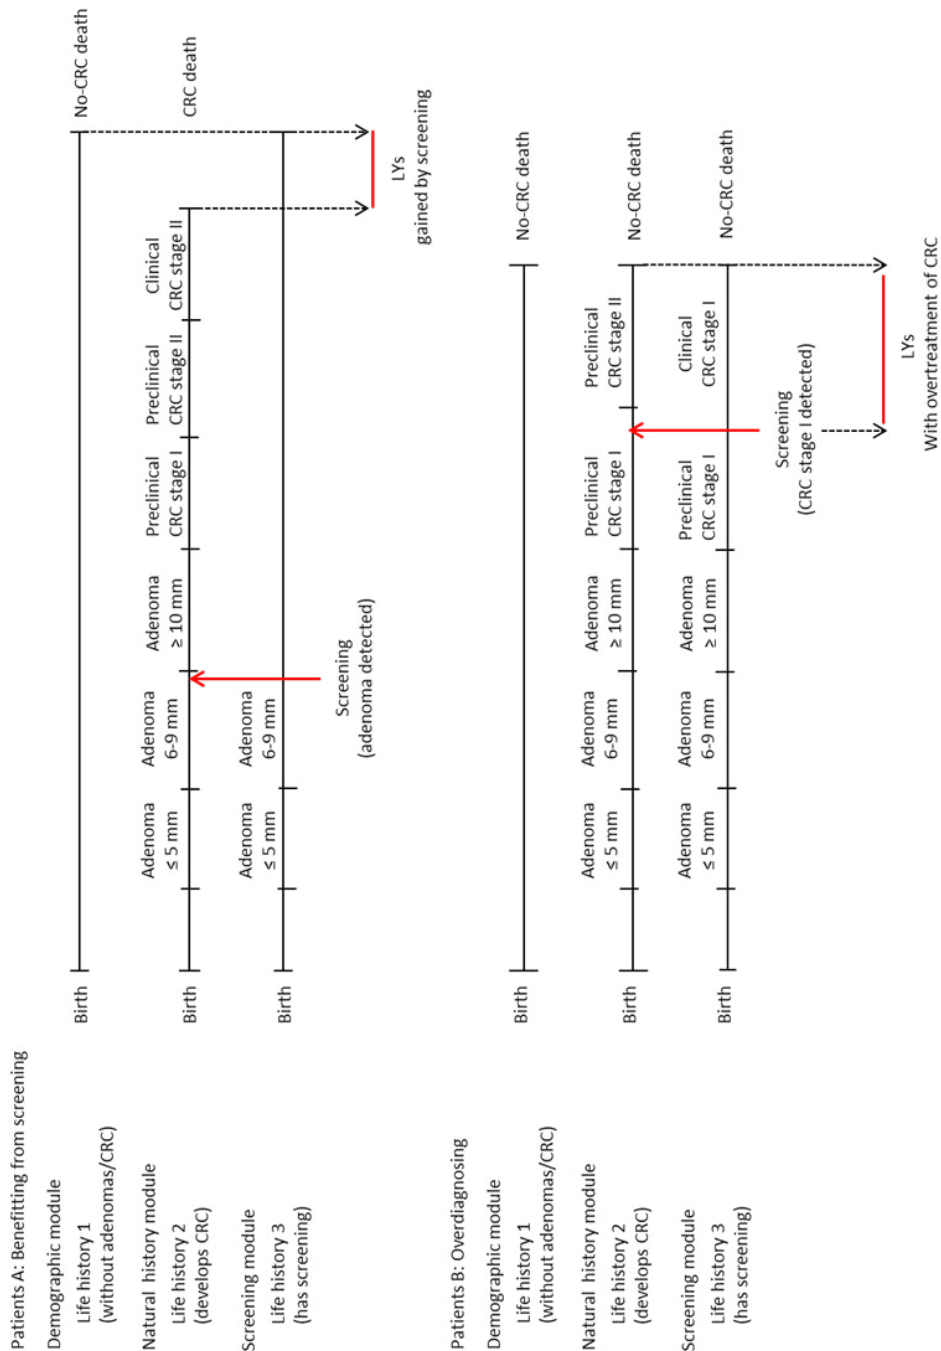 Patients A: Benefitting from screening
Demographic module
Life history 1
(without adenomas/CRC)
Birth
No-CRC death
Natural history module
Life history 2
(develops CRC)
Birth
Adenoma
≤ 5 mm
Adenoma
6-9 mm
Adenoma
≥ 10 mm
Preclinical
CRC stage I
Preclinical
CRC stage II
Clinical
CRC stage II
CRC death
Screening module
Life history 3
(has screening)
Birth
Adenoma
≤ 5 mm
Adenoma
6-9 mm
Screening
(adenoma detected)
LYs
gained by screening
Patients B: Overdiagnosing
Demographic module
Life history 1
(without adenomas/CRC)
Birth
No-CRC death
Natural history module
Life history 2
(develops CRC)
Birth
Adenoma
≤ 5 mm
Adenoma
6-9 mm
Adenoma
≥ 10 mm
Preclinical
CRC stage I
Preclinical
CRC stage II
No-CRC death
Screening module
Life history 3
(has screening)
Birth
Adenoma
≤ 5 mm
Adenoma
6-9 mm
Adenoma
≥ 10 mm
Preclinical
CRC stage I
Clinical
CRC stage I
No-CRC death
Screening
(CRC stage I detected)
LYs
With overtreatment of CRC